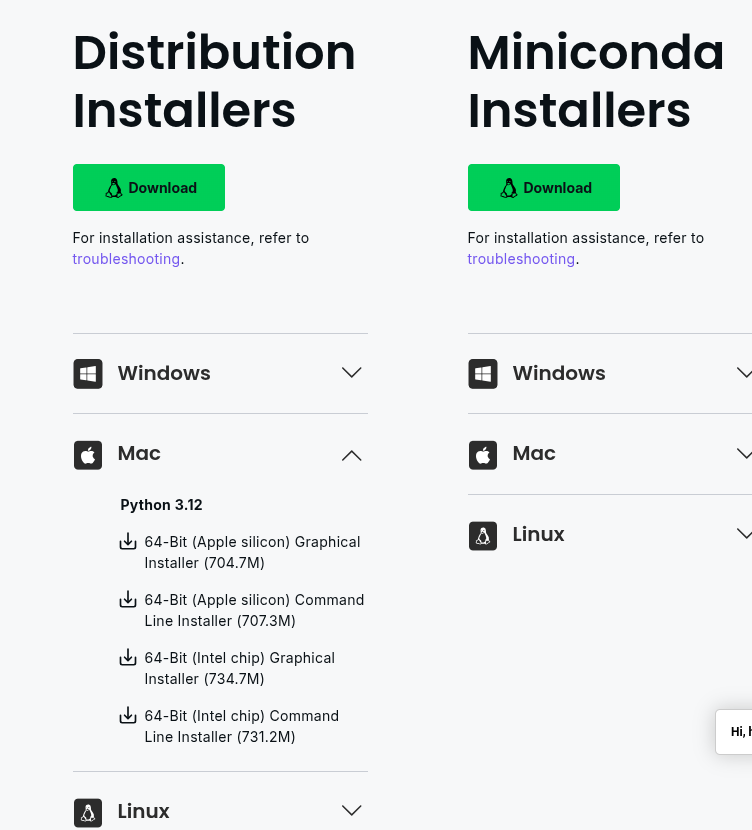 Distribution
Installers
Download
For installation assistance, refer to
troubleshooting.
Windows
Mac
Python 3.12
64-Bit (Apple silicon) Graphical
Installer (704.7M)
64-Bit (Apple silicon) Command
Line Installer (707.3M)
64-Bit (Intel chip) Graphical
Installer (734.7M)
64-Bit (Intel chip) Command
Line Installer (731.2M)
Linux
Miniconda
Installers
Download
For installation assistance, refer to
troubleshooting.
Windows
Mac
Linux
Hi,